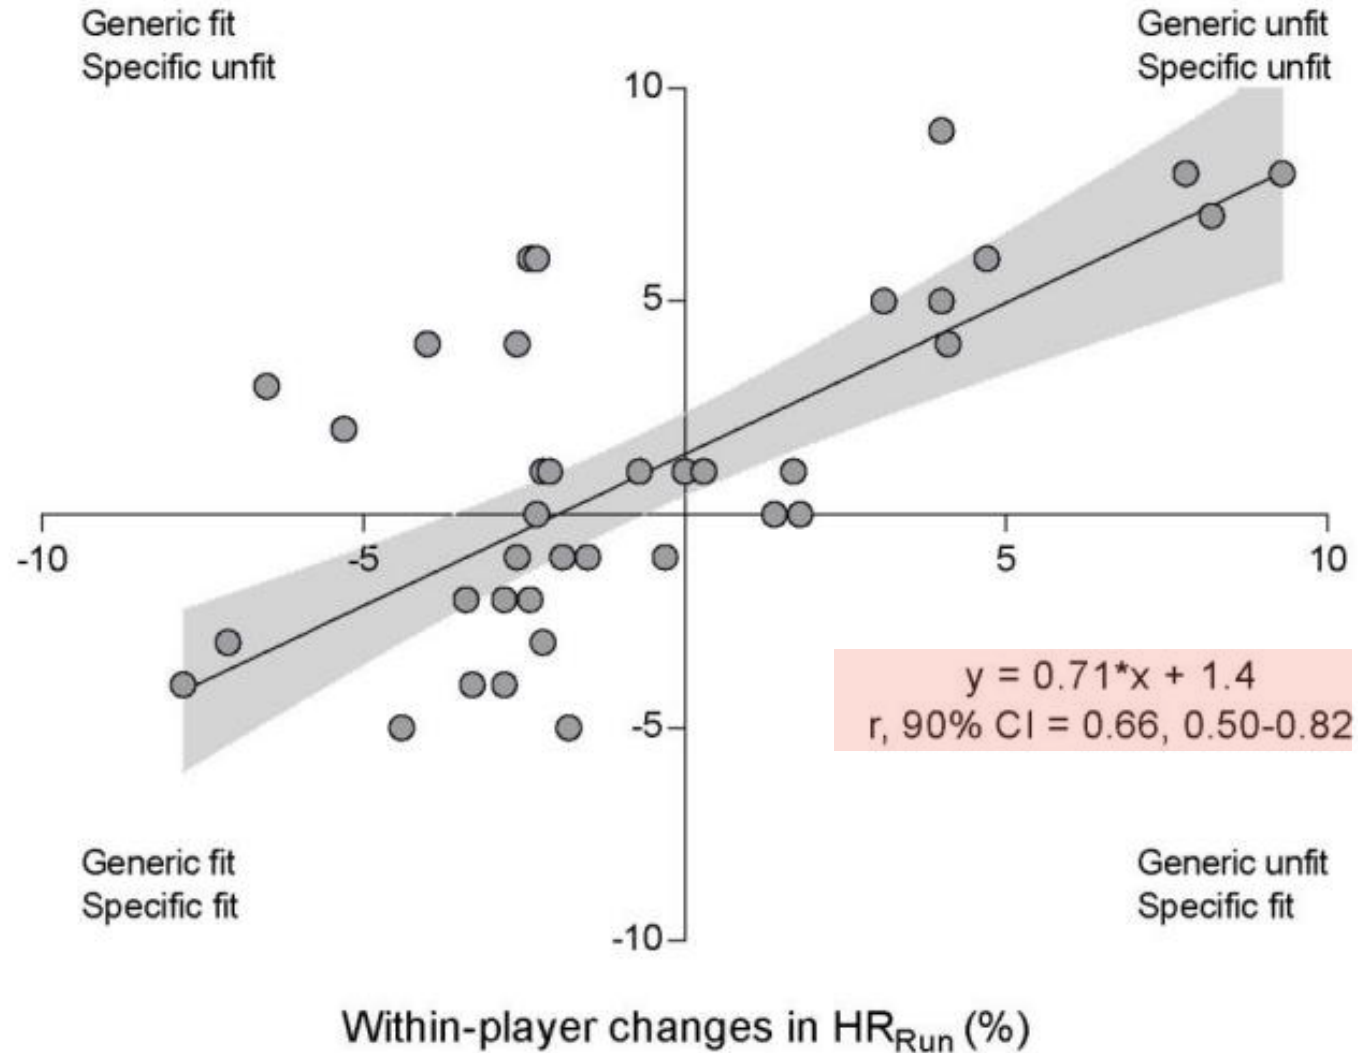 Generic fit
Specific unfit
Generic unfit
Specific unfit
10
5
-10
-5
5
10
y = 0.71*x + 1.4
r, 90% CI = 0.66, 0.50-0.82
-5
Generic fit
Specific fit
Generic unfit
Specific fit
-10
Within-player changes in HRRun (%)